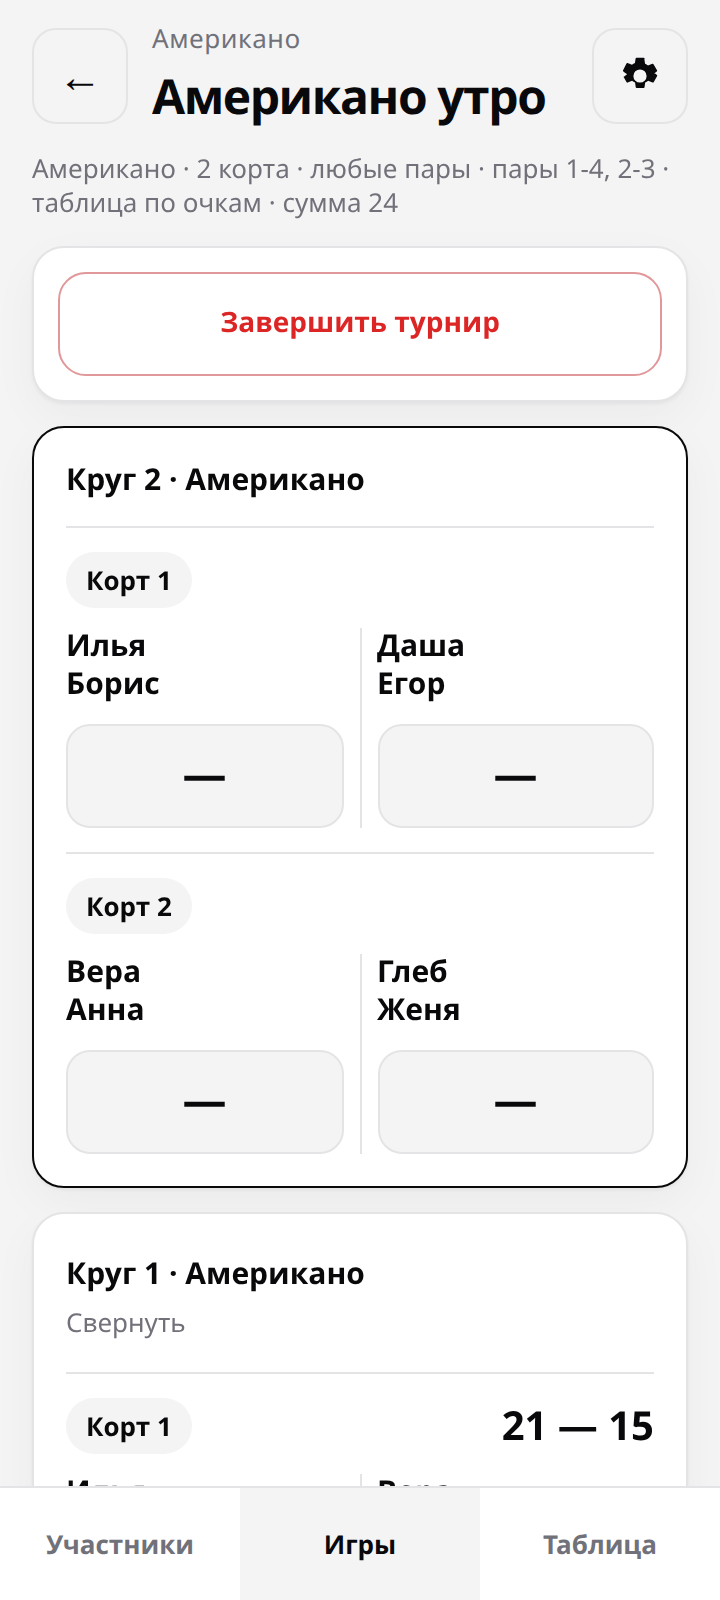 ←
Американо
Американо утро
Американо · 2 корта · любые пары · пары 1-4, 2-3 ·
таблица по очкам · сумма 24
Завершить турнир
Круг 2 · Американо
Корт 1
Илья
Борис
Даша
Егор
—
—
Корт 2
Вера
Анна
Глеб
Женя
—
—
Круг 1 · Американо
Свернуть
Корт 1
21 — 15
Участники
Игры
Таблица